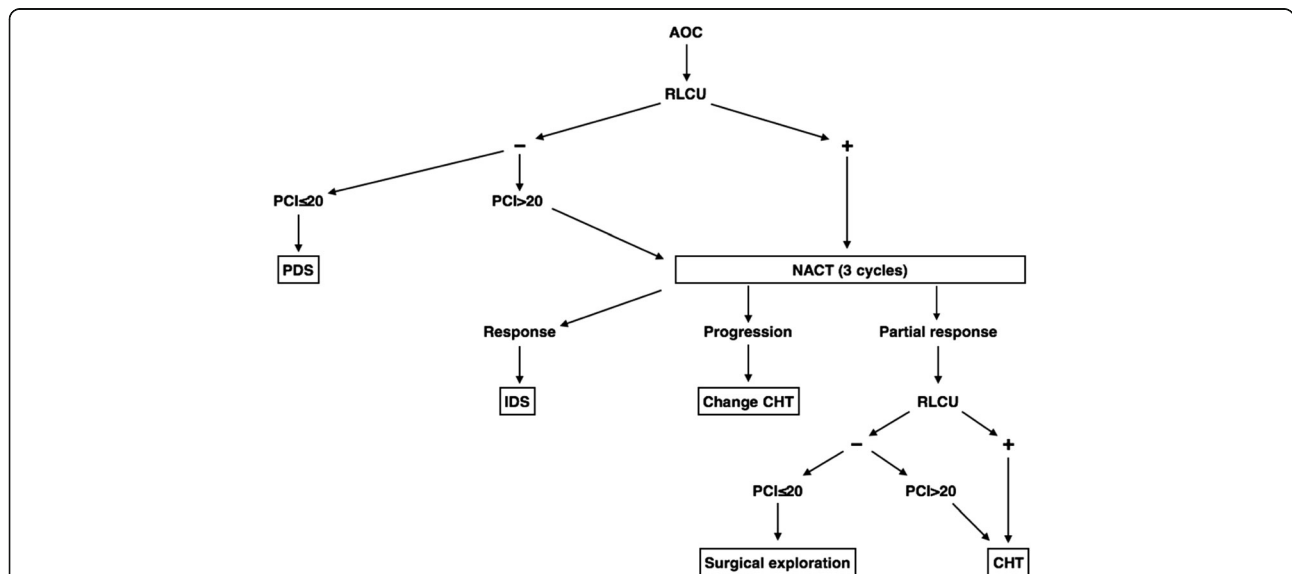 AOC
RLCU
− +
PCI≤20 PCI>20
PDS NACT (3 cycles)
Response Progression Partial response
IDS Change CHT RLCU
− +
PCI≤20 PCI>20
Surgical exploration CHT